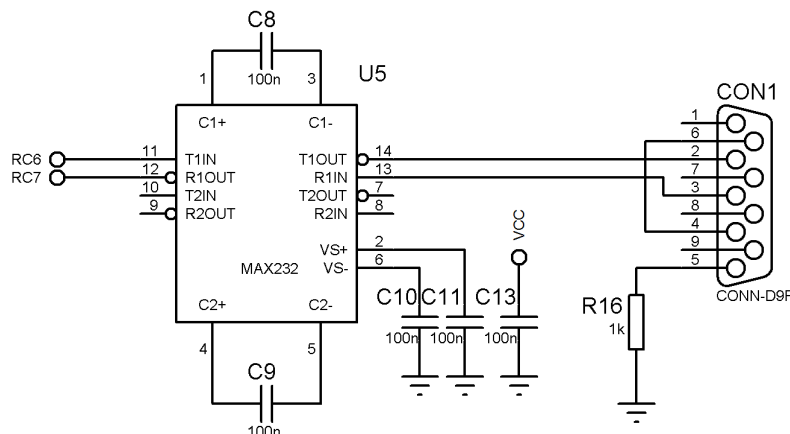 C8
100n
1
3
U5
C1+
C1-
RC6
11
T1IN
T1OUT
14
RC7
12
R1OUT
R1IN
13
10
T2IN
T2OUT
7
9
R2OUT
R2IN
8
VS+
2
MAX232
VS-
6
C2+
C2-
4
5
C9
100n
C10
100n
C11
100n
VCC
C13
100n
CON1
1
6
2
7
3
8
4
9
5
CONN-D9F
R16
1k